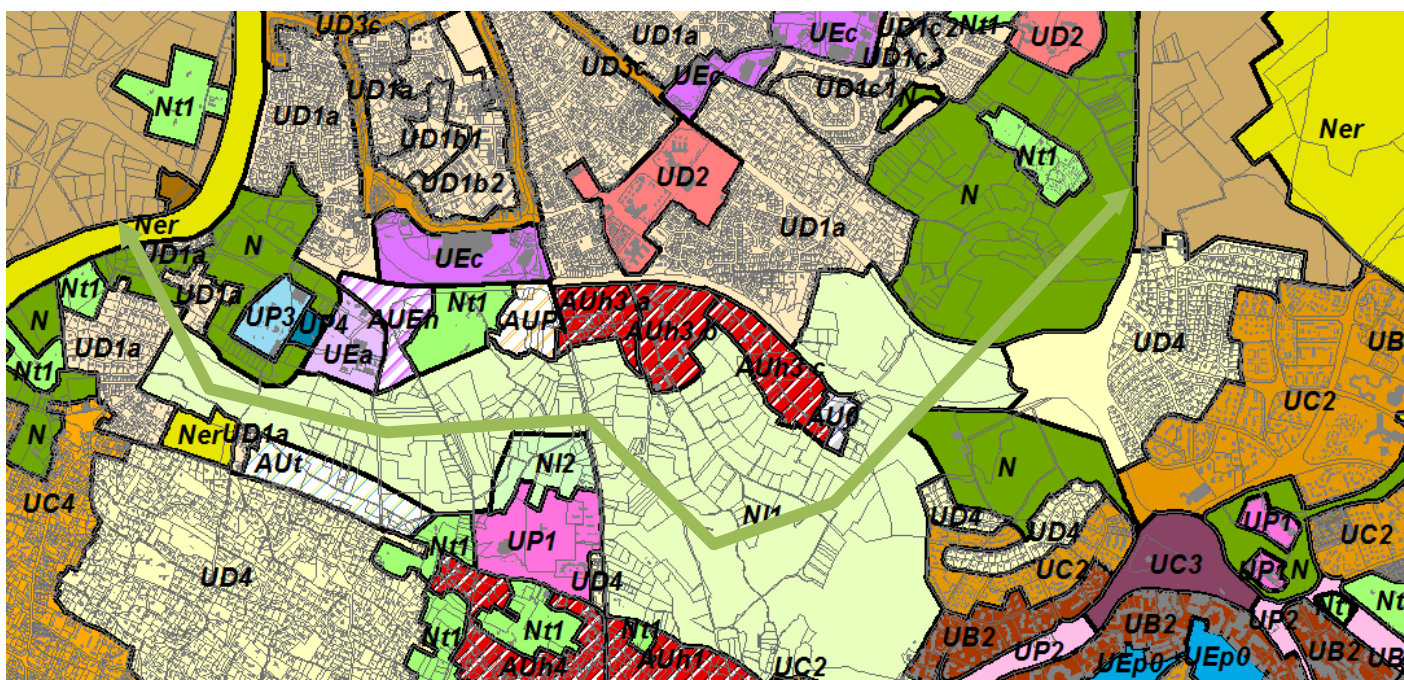 UD3c
UD1a
UEc
UD1c2
Nt1
UD2
UD1a
UD3c
UEc
UD1c3
Nt1
UD1a
UD1b1
UD1c1
N
Ner
UD1b2
UD2
Nt1
N
Ner
UD1a
N
UD1a
UEc
UD1a
Nt1
UD1a
UP3
UP4
AUEh
Nt1
AUP
AUh3 a
AUh3 b
N
UD1a
UEa
AUh3 c
UD4
UB
Nt1
AU0
UC2
N
Ner
UD1a
AUt
Nl2
N
UC4
Nl1
UD4
UD4
UP1
UC2
Nt1
UP1
UD4
UD4
UC2
UC3
UP1
N
Nt1
Nt1
Nt1
UP2
Nt1
Nt
UB2
UB2
AUh4
AUh1
UC2
UP2
UEp0
UEp0
UB2
UB